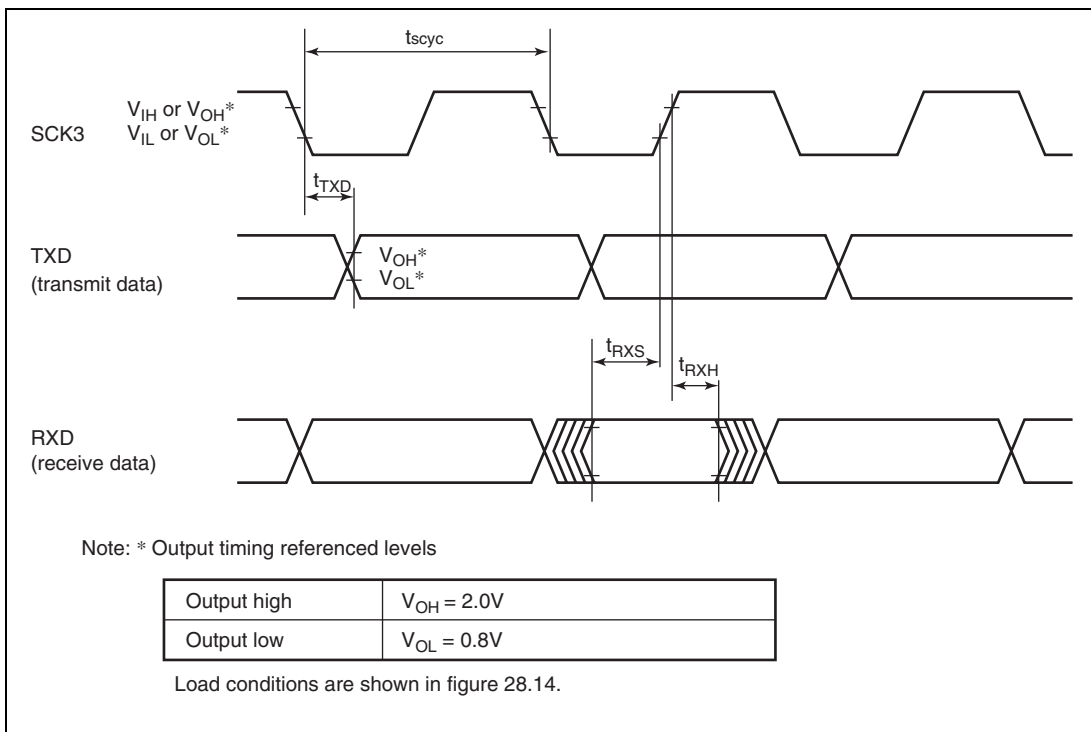 tscyc
SCK3
VIH or VOH*
VIL or VOL*
tTXD
TXD
(transmit data)
VOH*
VOL*
tRXS
tRXH
RXD
(receive data)
Note: * Output timing referenced levels
Output high VOH = 2.0V
Output low VOL = 0.8V
Load conditions are shown in figure 28.14.